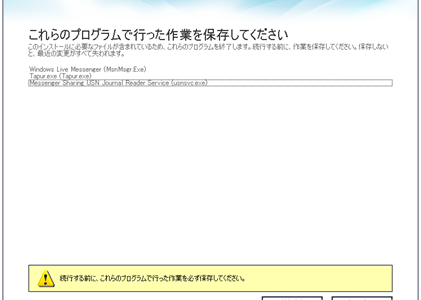 これらのプログラムで行った作業を保存してください
このインストールに必要なファイルが含まれているため、これらのプログラムを終了します。続行する前に、作業を保存してください。保存しない
と、最近の変更がすべて失われます。
Windows Live Messenger (MsnMsgr.Exe)
Tapur.exe (Tapur.exe)
Messenger Sharing USN Journal Reader Service (usnsvc.exe)
続行する前に、これらのプログラムで行った作業を必ず保存してください。